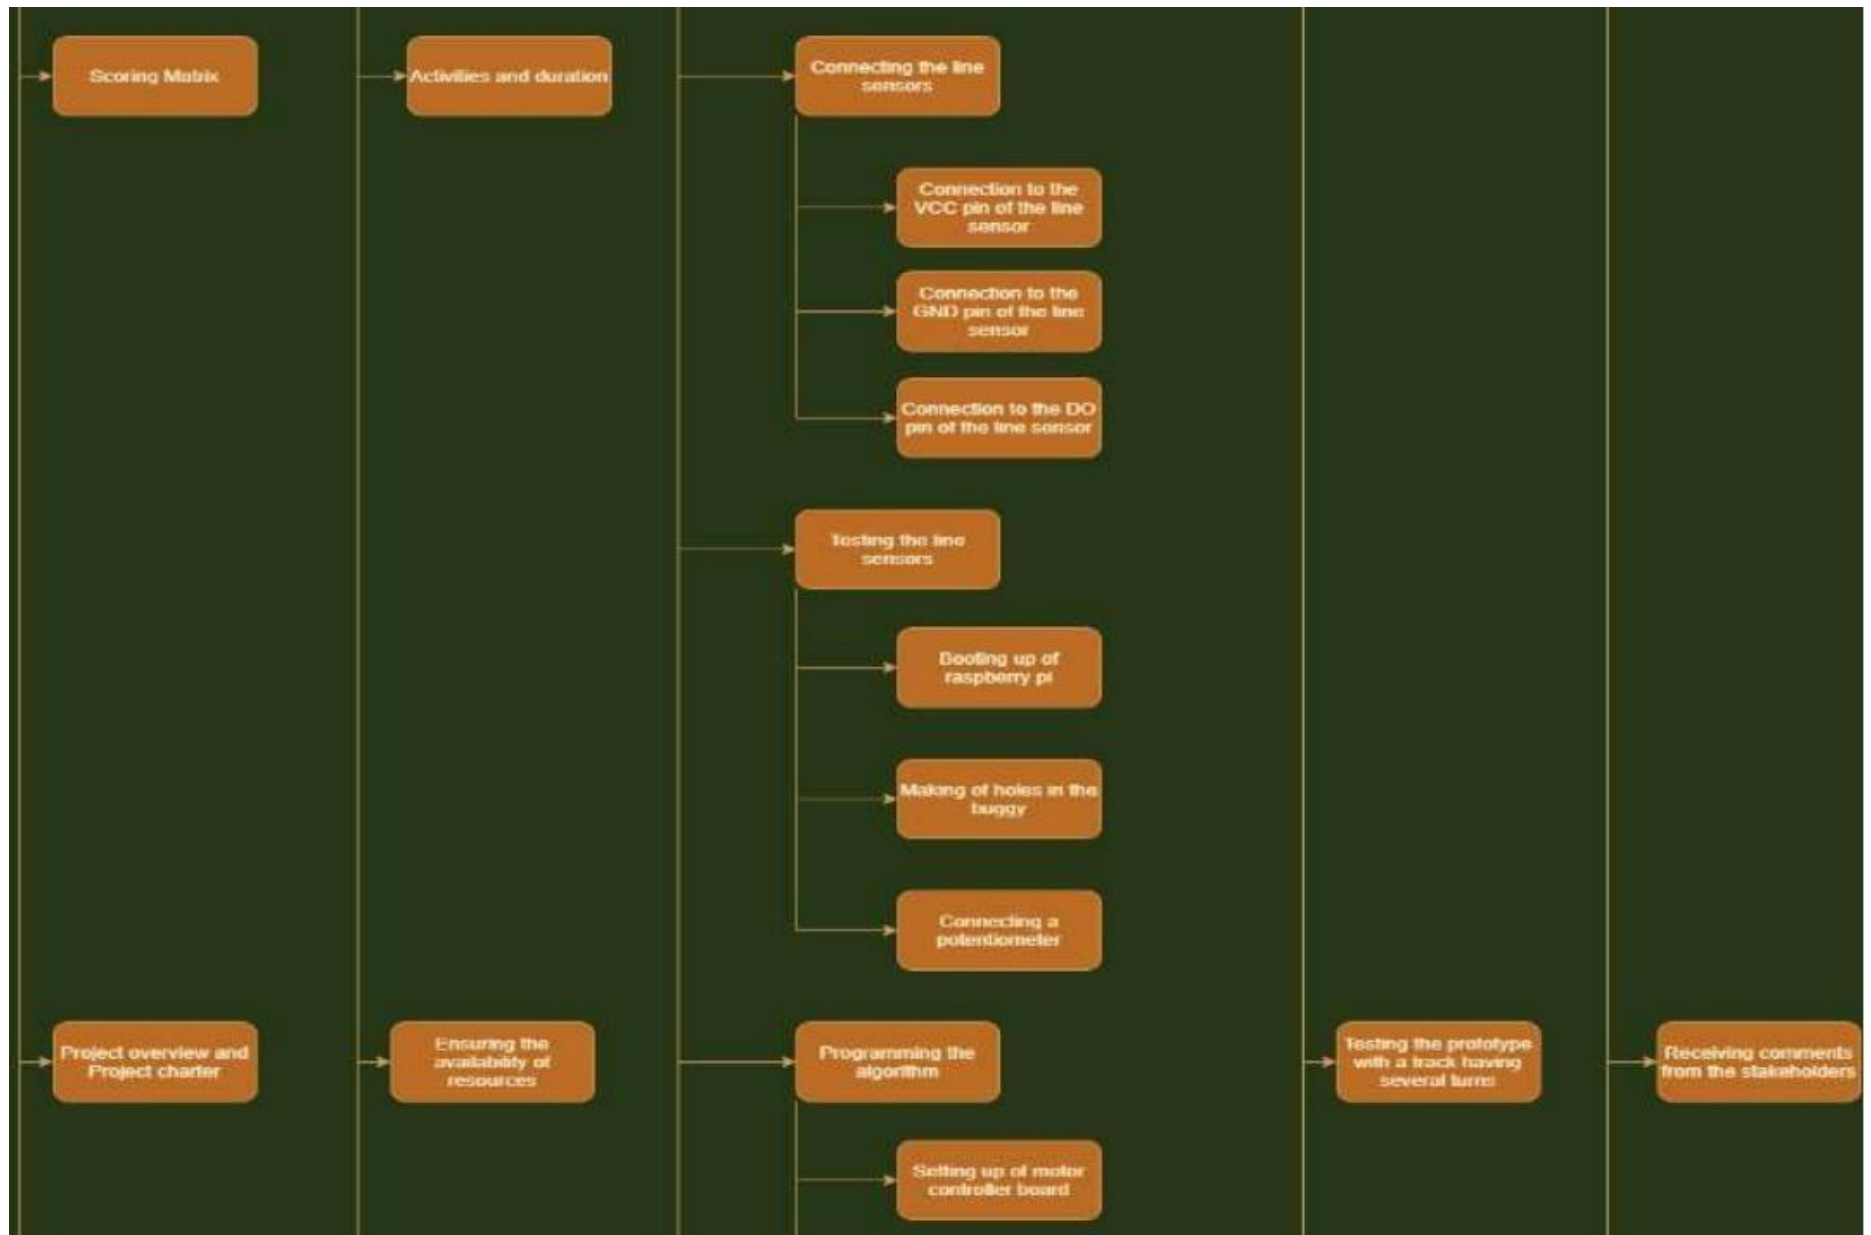 Scoring Matrix
Activities and duration
Connecting the line
sensors
Connection to the
VCC pin of the line
sensor
Connection to the
GND pin of the line
sensor
Connection to the DO
pin of the line sensor
Testing the line
sensors
Booting up of
raspberry pi
Making of holes in the
buggy
Connecting a
potentiometer
Project overview and
Project charter
Ensuring the
availability of
resources
Programming the
algorithm
Testing the prototype
with a track having
several turns
Receiving comments
from the stakeholders
Setting up of motor
controller board